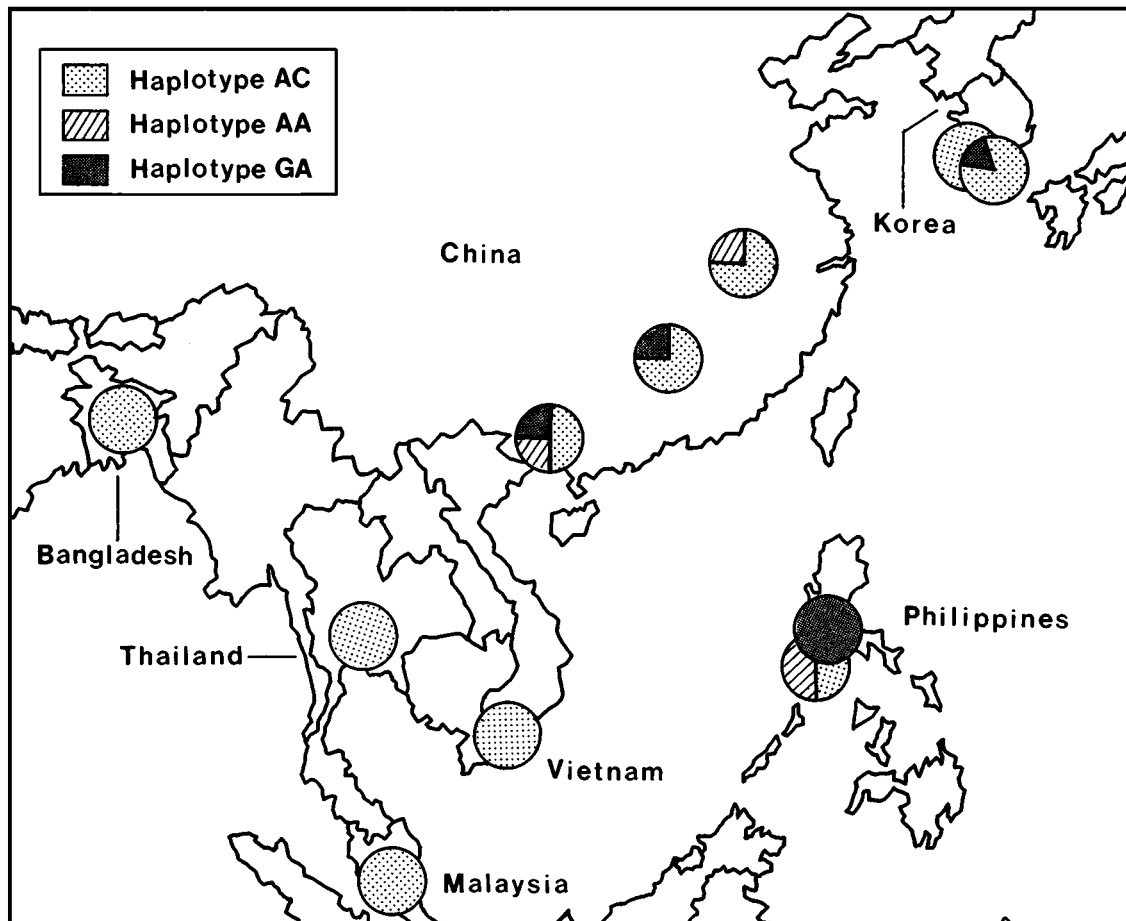 Haplotype AC
Haplotype AA
Haplotype GA
China
Korea
Bangladesh
Thailand
Philippines
Vietnam
Malaysia